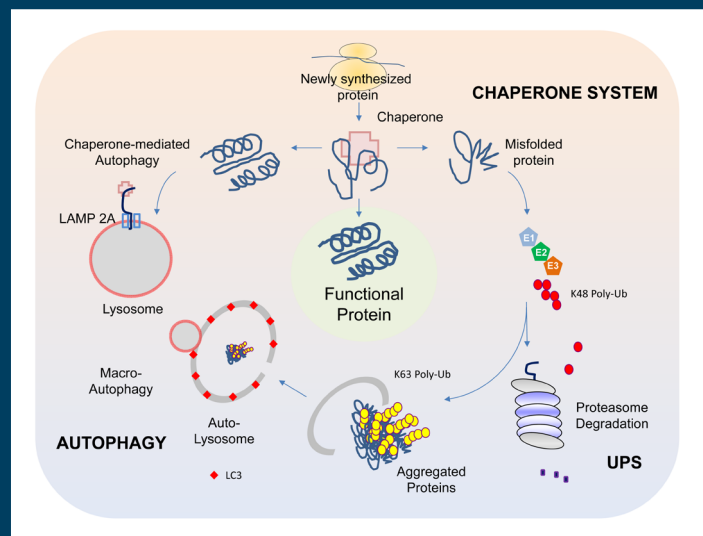 Newly synthesized
protein
CHAPERONE SYSTEM
Chaperone
Chaperone-mediated
Autophagy
Misfolded
protein
LAMP 2A
E1
E2
E3
K48 Poly-Ub
Lysosome
Functional
Protein
K63 Poly-Ub
Macro-
Autophagy
Auto-
Lysosome
Proteasome
Degradation
AUTOPHAGY
Aggregated
Proteins
UPS
LC3